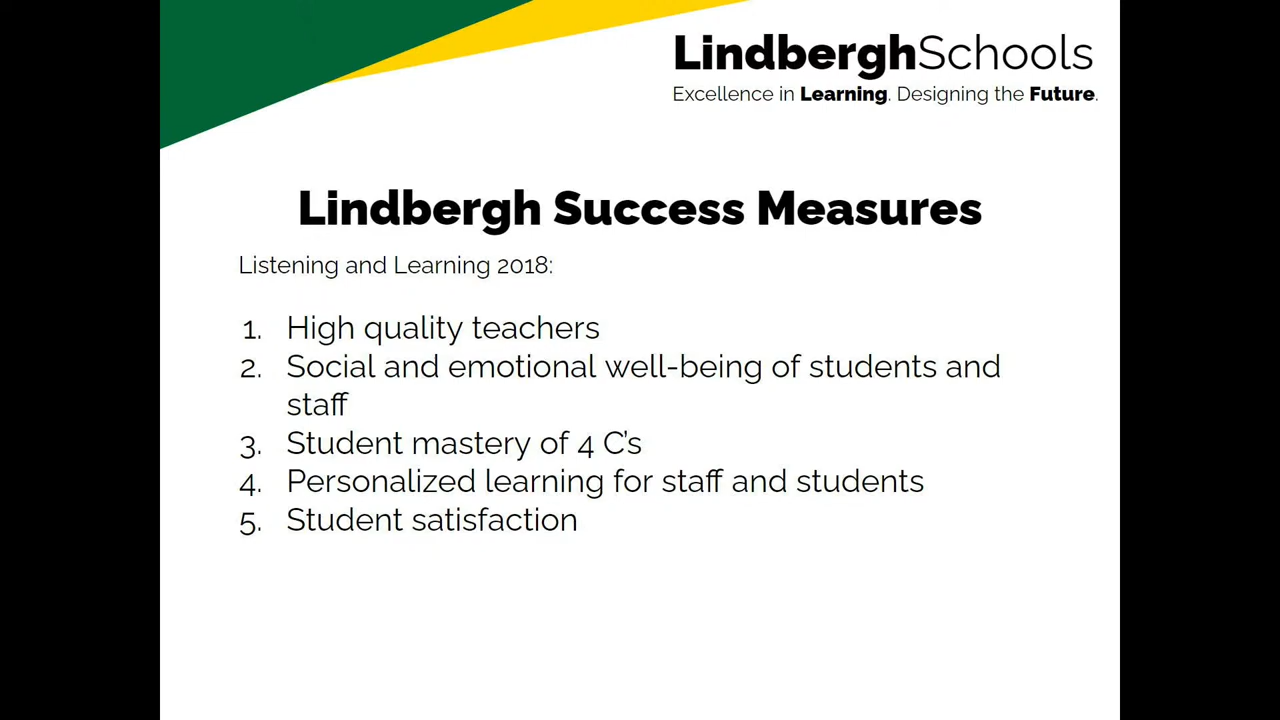 LindberghSchools
Excellence in Learning. Designing the Future.
Lindbergh Success Measures
Listening and Learning 2018:
1. High quality teachers
2. Social and emotional well-being of students and
staff
3. Student mastery of 4 C's
4. Personalized learning for staff and students
5. Student satisfaction